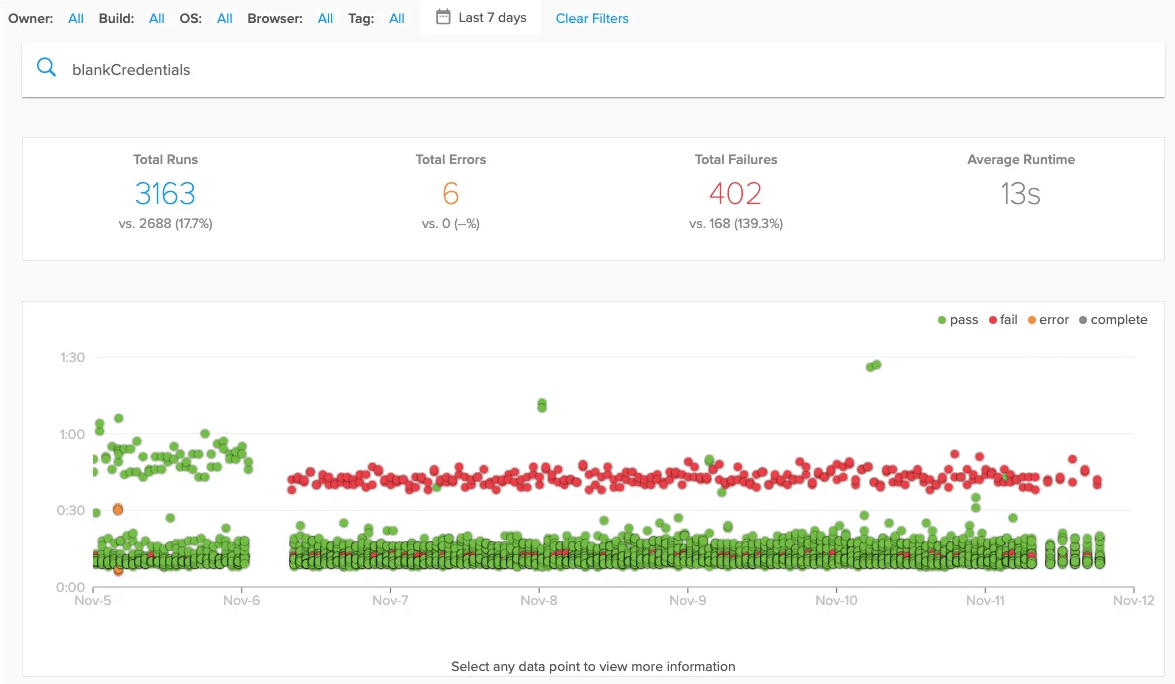 Owner: All Build: All OS: All Browser: All Tag: All Last 7 days Clear Filters
blankCredentials
Total Runs Total Errors Total Failures Average Runtime
3163 6 402 13s
vs. 2688 (17.7%) vs. 0 (--%) vs. 168 (139.3%)
pass fail error complete
1:30
1:00
0:30
0:00
Nov-5 Nov-6 Nov-7 Nov-8 Nov-9 Nov-10 Nov-11 Nov-12
Select any data point to view more information